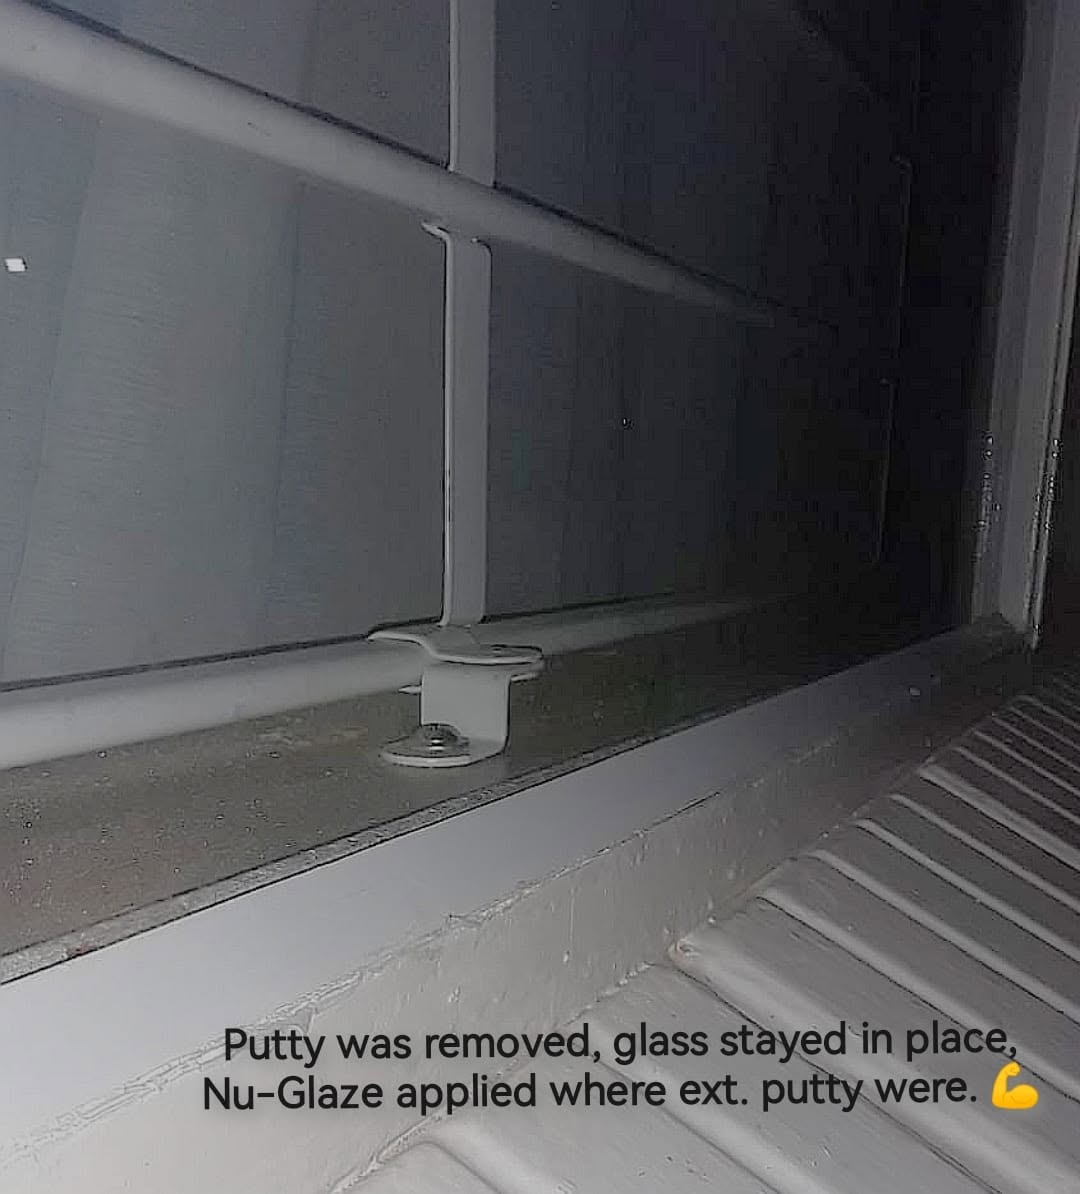 Putty was removed, glass stayed in place,
Nu-Glaze applied where ext. putty were. 💪